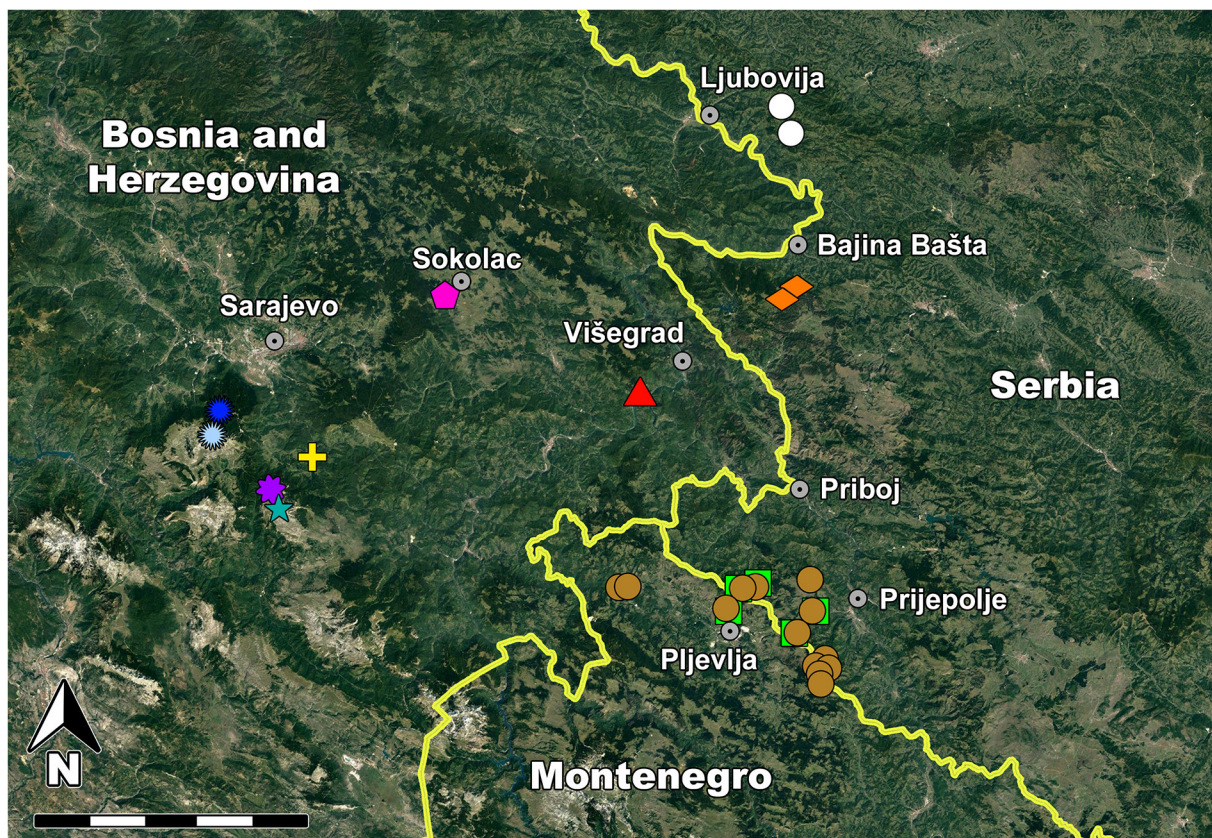 Ljubovija
Bosnia and
Herzegovina
Bajina Bašta
Sokolac
Sarajevo
Višegrad
Serbia
Priboj
Prijepolje
Pljevlja
N
Montenegro